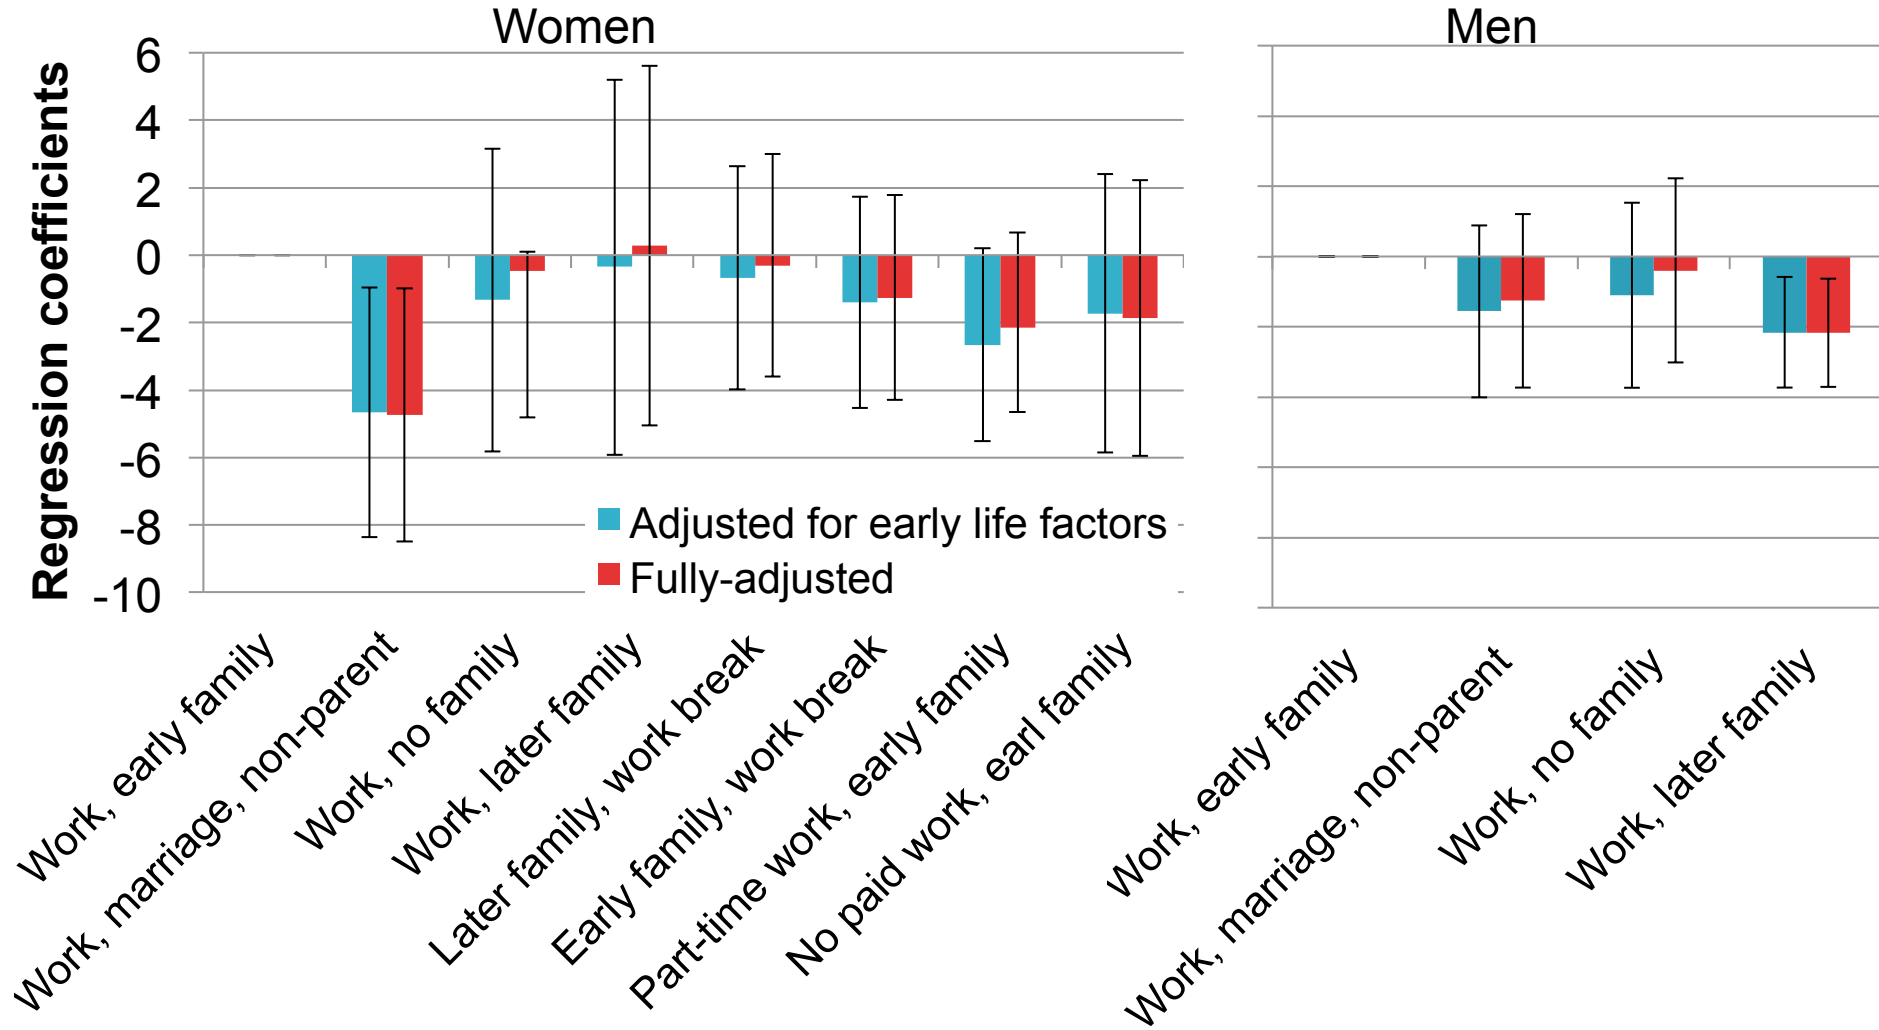 Women
Men
Regression coefficients
6
4
2
0
-2
-4
-6
-8
-10
Adjusted for early life factors
Fully-adjusted
Work, early family
Work, marriage, non-parent
Work, no family
Work, later family
Later family, work break
Early family, work break
Part-time work, early family
No paid work, earl family
Work, early family
Work, marriage, non-parent
Work, no family
Work, later family